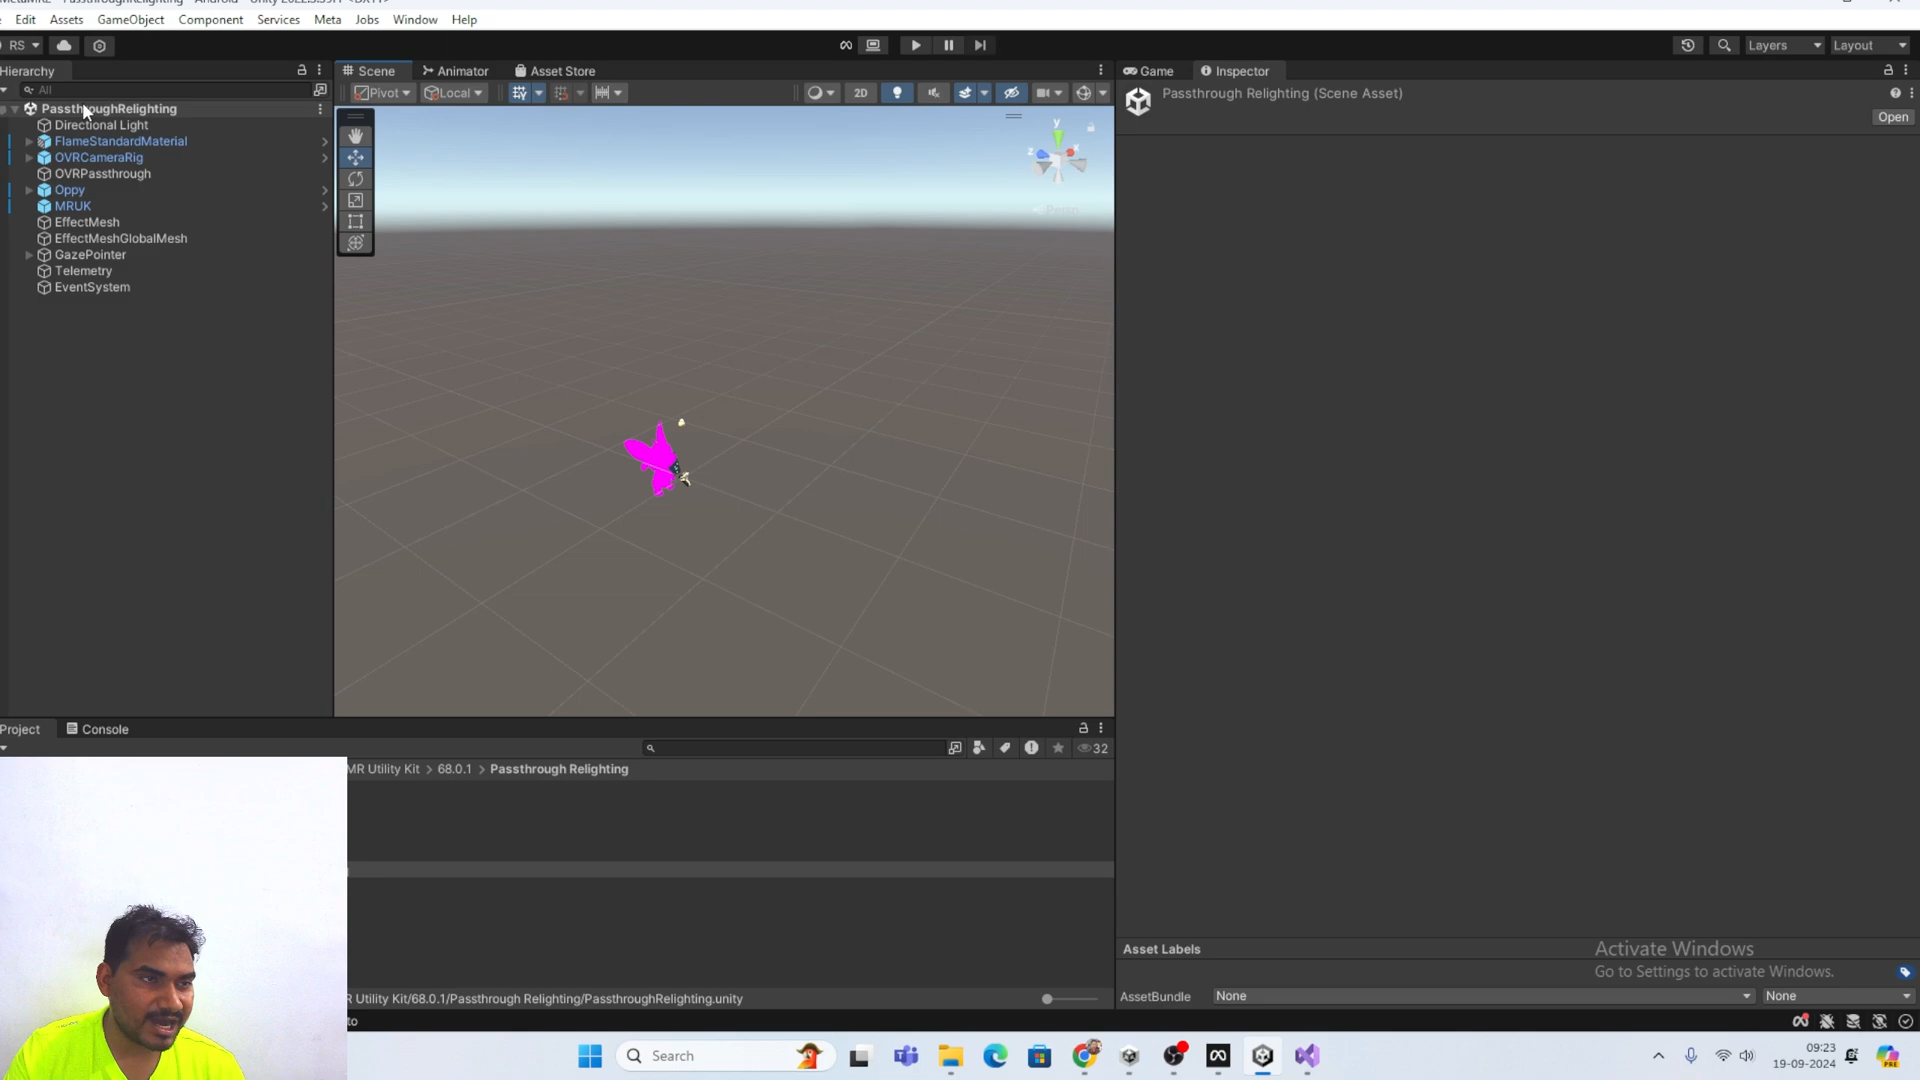 Edit Assets GameObject Component Services Meta Jobs Window Help
RS Layers Layout
Hierarchy Scene Animator Asset Store Game Inspector
All Pivot Local 2D Passthrough Relighting (Scene Asset)
Open
PassthroughRelighting
Directional Light
FlameStandardMaterial
OVRCameraRig
OVRPassthrough
Oppy
MRUK
EffectMesh
EffectMeshGlobalMesh
GazePointer
Telemetry
EventSystem
y
x
z
Persp
Project Console
32
MR Utility Kit > 68.0.1 > Passthrough Relighting
R Utility Kit/68.0.1/Passthrough Relighting/PassthroughRelighting.unity
to
Asset Labels
Activate Windows
Go to Settings to activate Windows.
AssetBundle None None
Search
09:23
19-09-2024
PRE